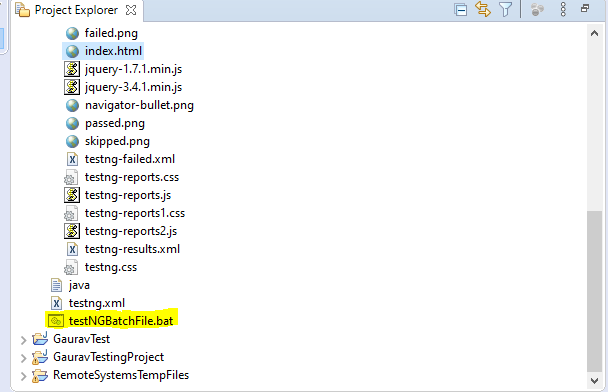 Project Explorer
failed.png
index.html
jquery-1.7.1.min.js
jquery-3.4.1.min.js
navigator-bullet.png
passed.png
skipped.png
testng-failed.xml
testng-reports.css
testng-reports.js
testng-reports1.css
testng-reports2.js
testng-results.xml
testng.css
java
testng.xml
testNGBatchFile.bat
GauravTest
GauravTestingProject
RemoteSystemsTempFiles